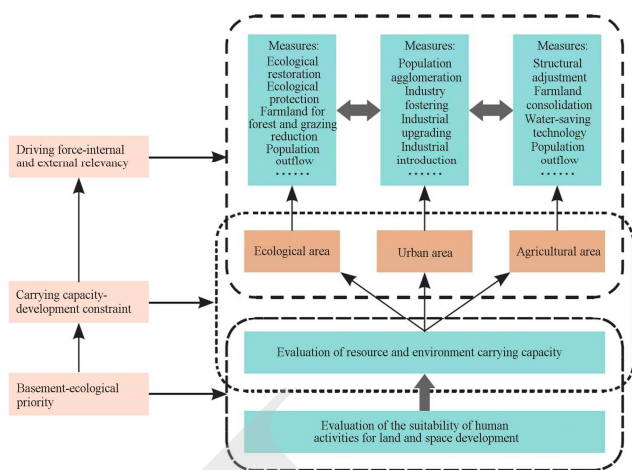 Measures:
Ecological
restoration
Ecological
protection
Farmland for
forest and grazing
reduction
Population
outflow
······
Measures:
Population
agglomeration
Industry
fostering
Industrial
upgrading
Industrial
introduction
······
Measures:
Structural
adjustment
Farmland
consolidation
Water-saving
technology
Population
outflow
······
Driving force-internal
and external relevancy
Ecological area
Urban area
Agricultural area
Carrying capacity-
development constraint
Evaluation of resource and environment carrying capacity
Basement-ecological
priority
Evaluation of the suitability of human
activities for land and space development